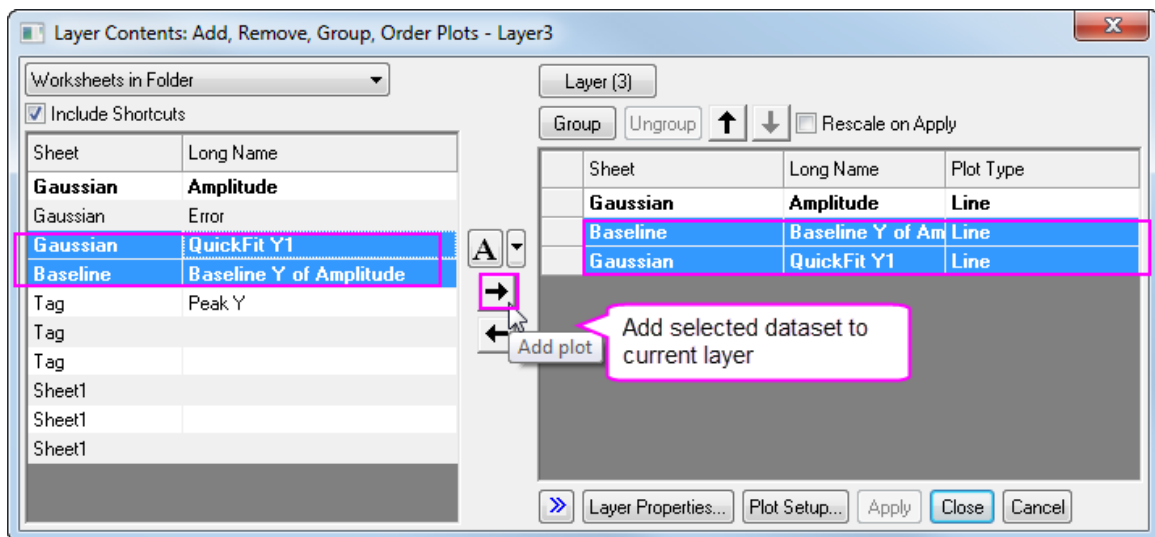 Layer Contents: Add, Remove, Group, Order Plots - Layer3
Worksheets in Folder
Include Shortcuts
Sheet Long Name
Gaussian Amplitude
Gaussian Error
Gaussian QuickFit Y1
Baseline Baseline Y of Amplitude
Tag Peak Y
Tag
Tag
Sheet1
Sheet1
Sheet1
A
Add plot
Layer (3)
Group Ungroup Rescale on Apply
Sheet Long Name Plot Type
Gaussian Amplitude Line
Baseline Baseline Y of Am Line
Gaussian QuickFit Y1 Line
Add selected dataset to
current layer
Layer Properties... Plot Setup... Apply Close Cancel